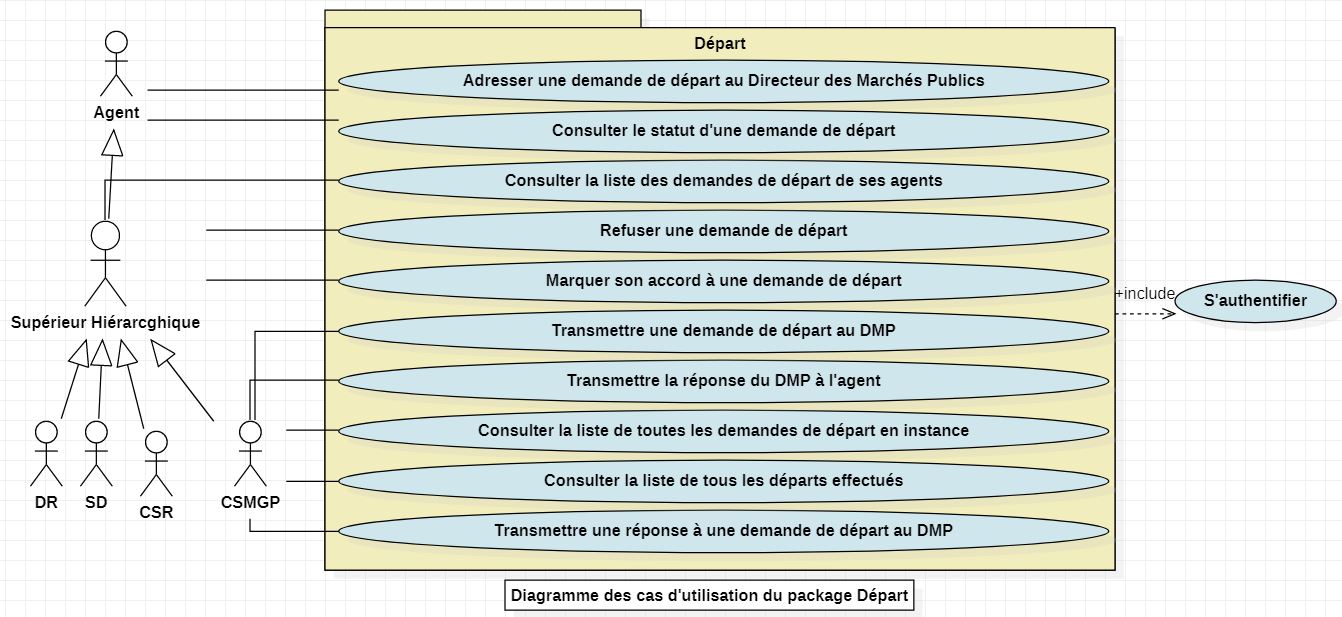 Départ
Agent
Adresser une demande de départ au Directeur des Marchés Publics
Consulter le statut d'une demande de départ
Consulter la liste des demandes de départ de ses agents
Refuser une demande de départ
Marquer son accord à une demande de départ
Supérieur Hiérarcghique
Transmettre une demande de départ au DMP
Transmettre la réponse du DMP à l'agent
Consulter la liste de toutes les demandes de départ en instance
Consulter la liste de tous les départs effectués
Transmettre une réponse à une demande de départ au DMP
DR
SD
CSR
CSMGP
+include
S'authentifier
Diagramme des cas d'utilisation du package Départ